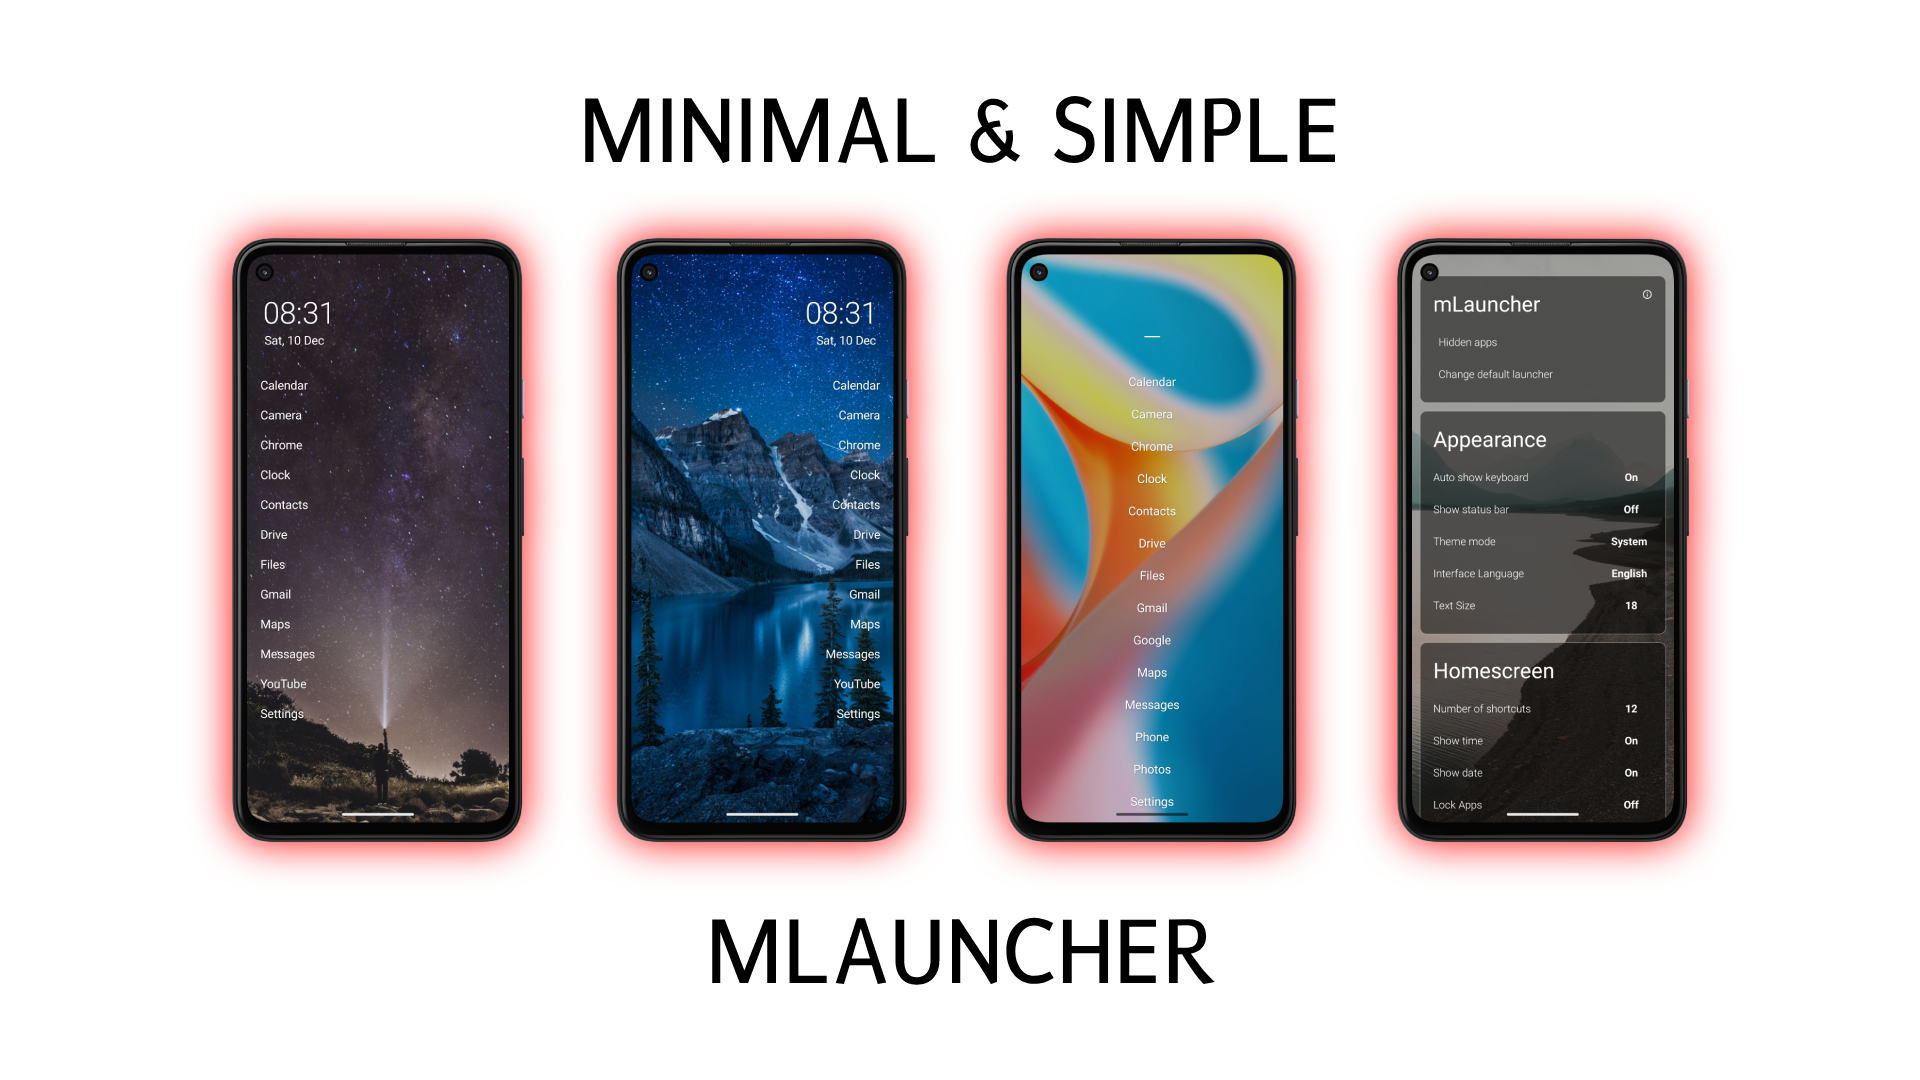 MINIMAL & SIMPLE
08:31
Sat, 10 Dec
Calendar
Camera
Chrome
Clock
Contacts
Drive
Files
Gmail
Maps
Messages
YouTube
Settings
08:31
Sat, 10 Dec
Calendar
Camera
Chrome
Clock
Contacts
Drive
Files
Gmail
Maps
Messages
YouTube
Settings
Calendar
Camera
Chrome
Clock
Contacts
Drive
Files
Gmail
Google
Maps
Messages
Phone
Photos
Settings
mLauncher
Hidden apps
Change default launcher
Appearance
Auto show keyboard On
Show status bar Off
Theme mode System
Interface Language English
Text Size 18
Homescreen
Number of shortcuts 12
Show time On
Show date On
Lock Apps Off
MLAUNCHER